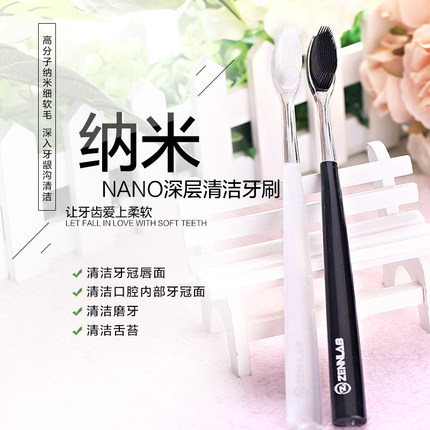 高分子纳米细软毛 深入牙龈沟清洁
纳米
NANO深层清洁牙刷
让牙齿爱上柔软
LET FALL IN LOVE WITH SOFT TEETH
清洁牙冠唇面
清洁口腔内部牙冠面
清洁磨牙
清洁舌苔
ZENNLAB